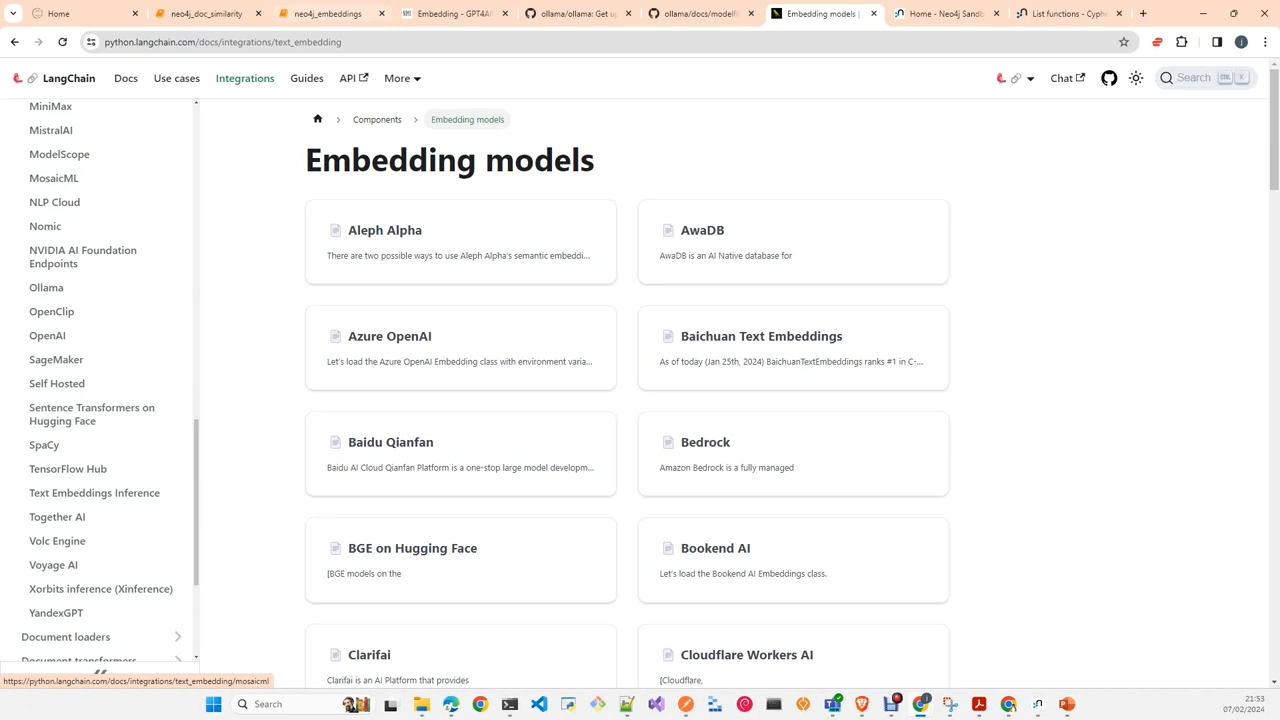 Home
neo4j_doc_similarity
neo4j_embeddings
Embedding - GPT4Al
ollama/ollama: Get up
ollama/docs/modelfi
Embedding models |
Home - Neo4j Sandb
List functions - Cyphe
python.langchain.com/docs/integrations/text_embedding
LangChain
Docs
Use cases
Integrations
Guides
API
More
Chat
Search
CTRL
K
MiniMax
MistralAI
ModelScope
MosaicML
NLP Cloud
Nomic
NVIDIA AI Foundation
Endpoints
Ollama
OpenClip
OpenAI
SageMaker
Self Hosted
Sentence Transformers on
Hugging Face
SpaCy
TensorFlow Hub
Text Embeddings Inference
Together AI
Volc Engine
Voyage AI
Xorbits inference (Xinference)
YandexGPT
Document loaders
Document transformers
https://python.langchain.com/docs/integrations/text_embedding/mosaicml
Components
Embedding models
Embedding models
Aleph Alpha
There are two possible ways to use Aleph Alpha's semantic embeddi...
AwaDB
AwaDB is an AI Native database for
Azure OpenAI
Let's load the Azure OpenAI Embedding class with environment varia...
Baichuan Text Embeddings
As of today (Jan 25th, 2024) BaichuanTextEmbeddings ranks #1 in C-...
Baidu Qianfan
Baidu AI Cloud Qianfan Platform is a one-stop large model developm...
Bedrock
Amazon Bedrock is a fully managed
BGE on Hugging Face
[BGE models on the
Bookend AI
Let's load the Bookend AI Embeddings class.
Clarifai
Clarifai is an AI Platform that provides
Cloudflare Workers AI
[Cloudflare,
Search
21:53
07/02/2024